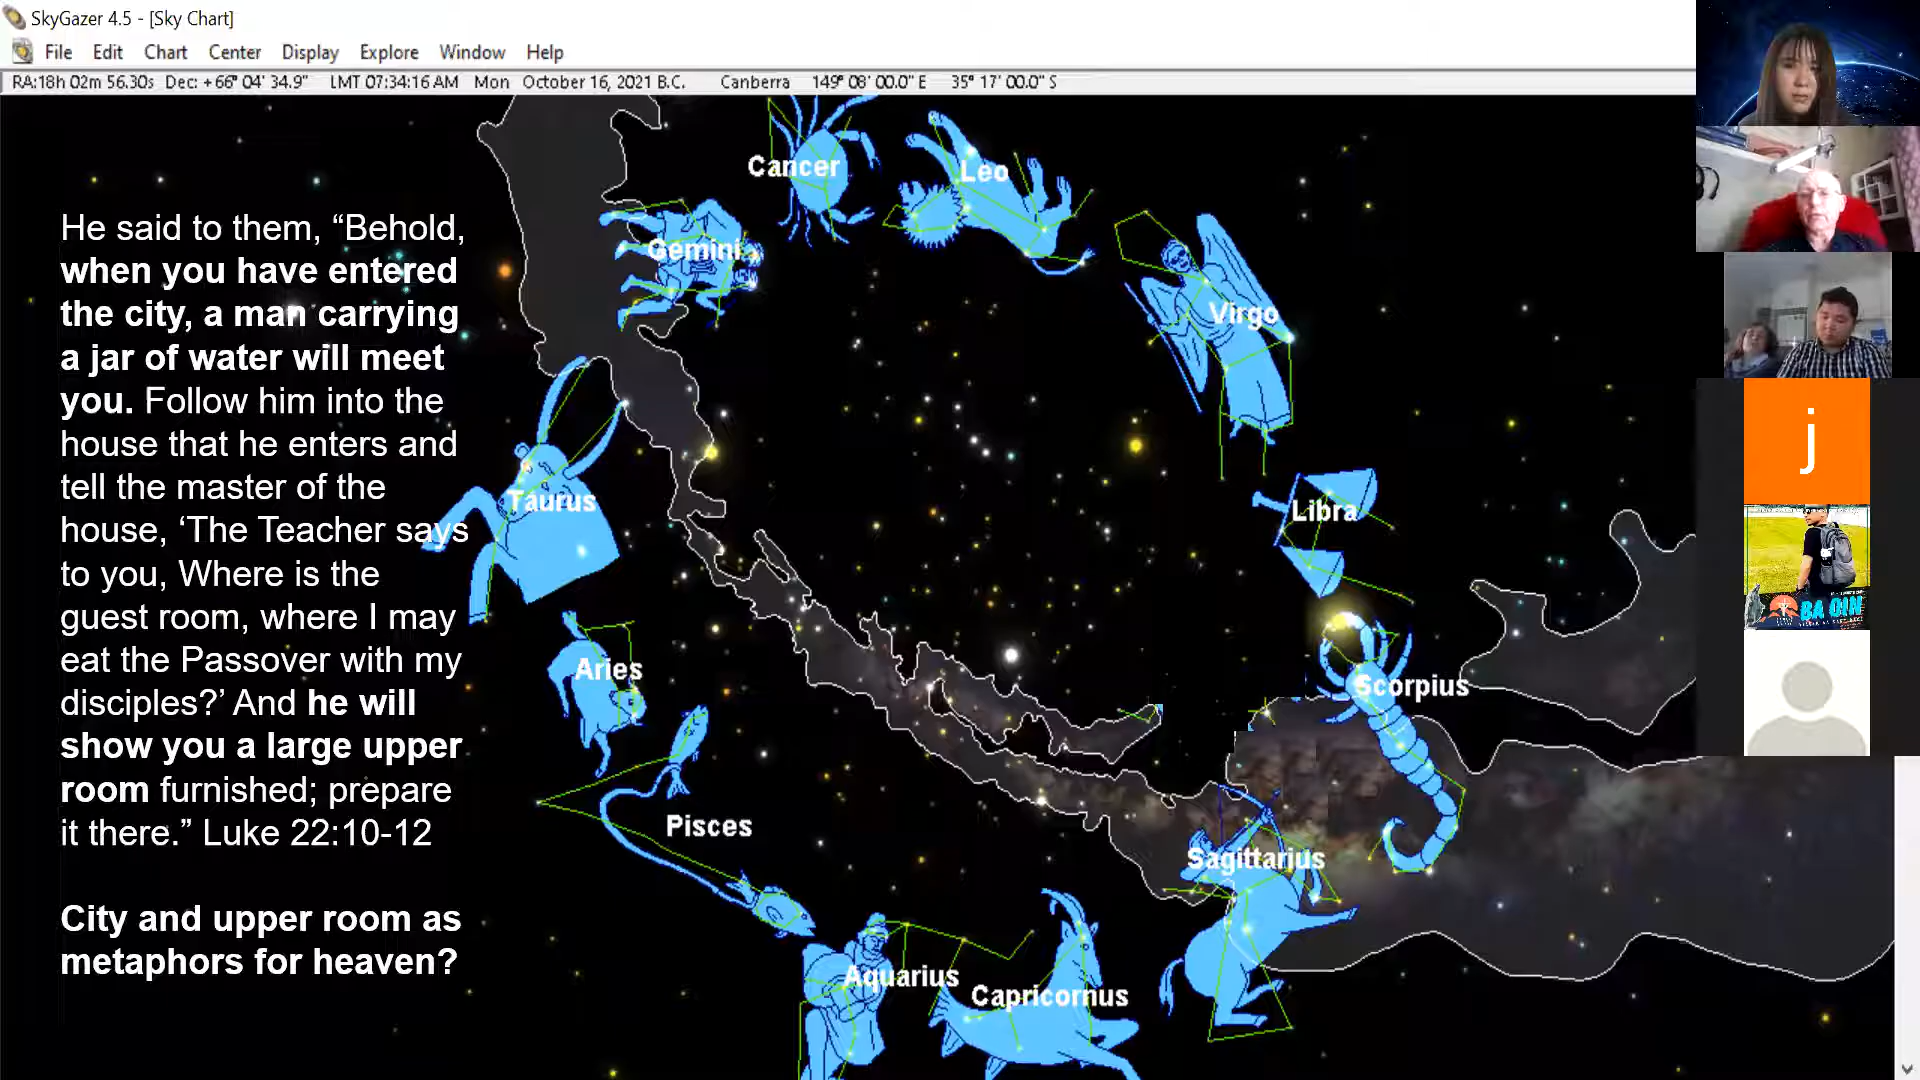 SkyGazer 4.5 - [Sky Chart]
File Edit Chart Center Display Explore Window Help
RA:18h 02m 56.30s Dec: +66° 04' 34.9" LMT 07:34:16 AM Mon October 16, 2021 B.C. Canberra 149° 08' 00.0" E 35° 17' 00.0" S
He said to them, “Behold,
when you have entered
the city, a man carrying
a jar of water will meet
you. Follow him into the
house that he enters and
tell the master of the
house, ‘The Teacher says
to you, Where is the
guest room, where I may
eat the Passover with my
disciples?’ And he will
show you a large upper
room furnished; prepare
it there.” Luke 22:10-12
City and upper room as
metaphors for heaven?
Cancer
Leo
Gemini
Virgo
Taurus
Libra
Aries
Scorpius
Pisces
Sagittarius
Aquarius
Capricornus
j
BA QIN